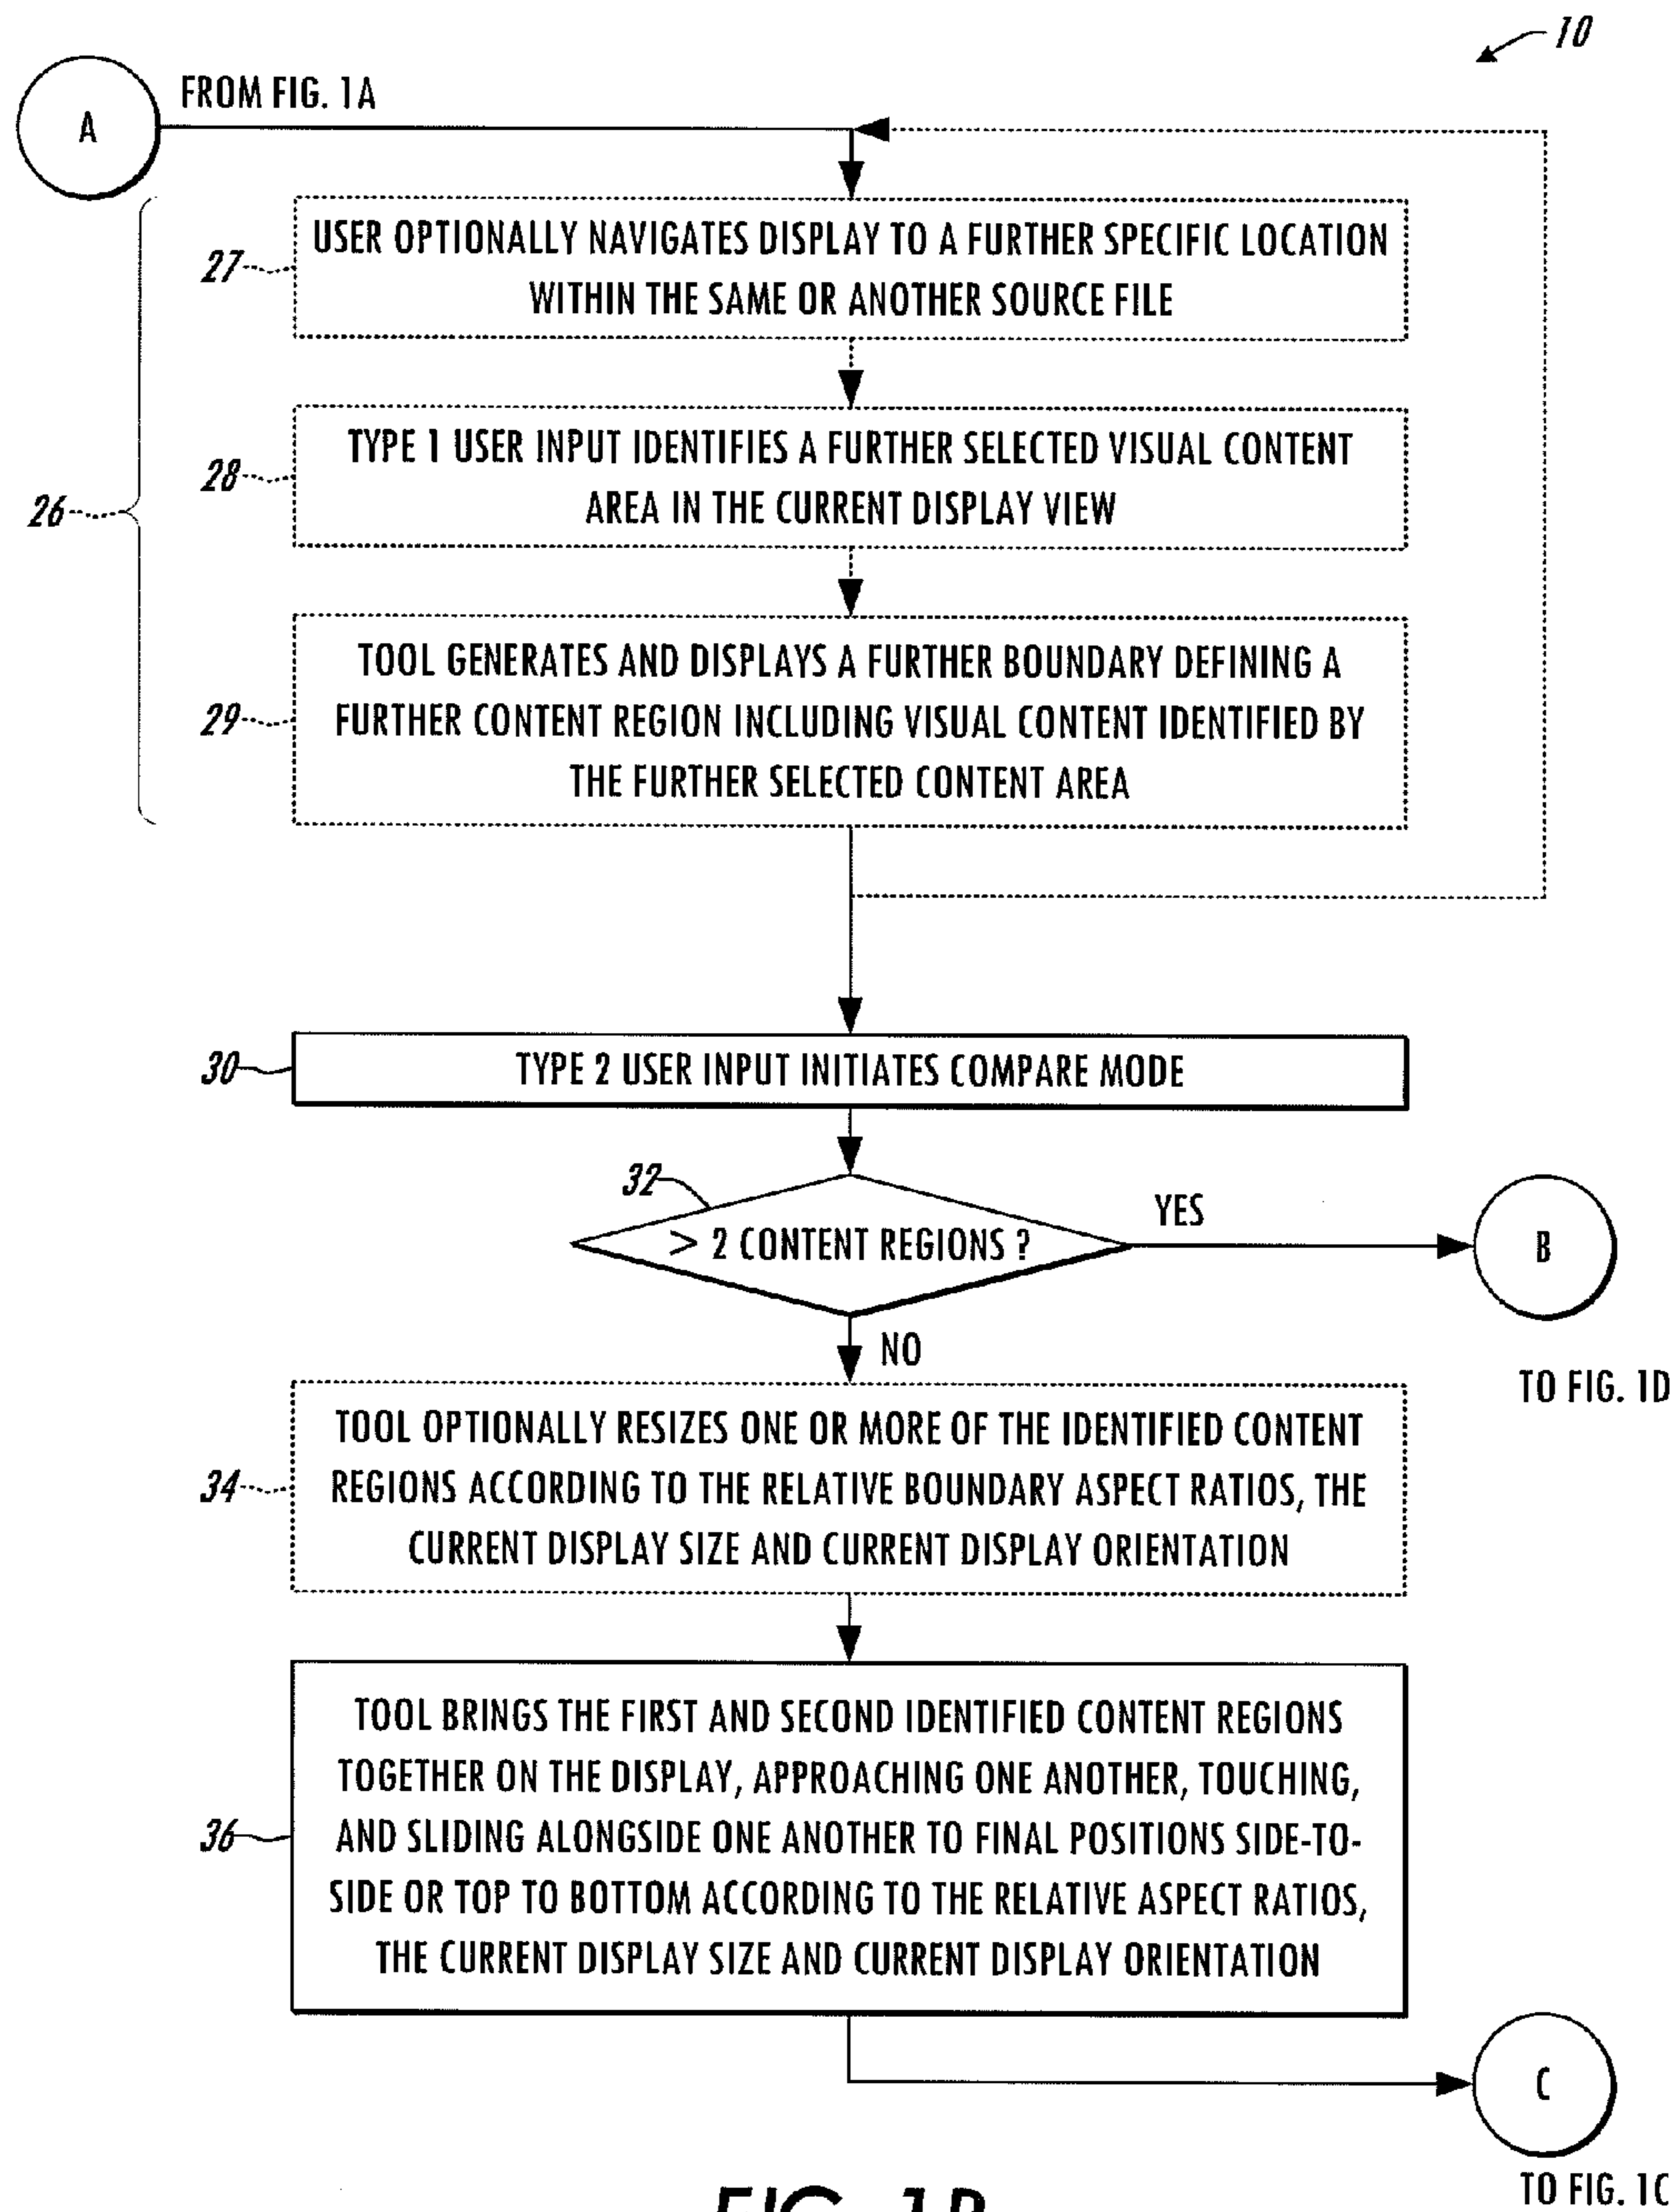 10
A
FROM FIG. 1A
26
27
USER OPTIONALLY NAVIGATES DISPLAY TO A FURTHER SPECIFIC LOCATION
WITHIN THE SAME OR ANOTHER SOURCE FILE
28
TYPE 1 USER INPUT IDENTIFIES A FURTHER SELECTED VISUAL CONTENT
AREA IN THE CURRENT DISPLAY VIEW
29
TOOL GENERATES AND DISPLAYS A FURTHER BOUNDARY DEFINING A
FURTHER CONTENT REGION INCLUDING VISUAL CONTENT IDENTIFIED BY
THE FURTHER SELECTED CONTENT AREA
30
TYPE 2 USER INPUT INITIATES COMPARE MODE
32
> 2 CONTENT REGIONS ?
YES
B
TO FIG. 1D
NO
34
TOOL OPTIONALLY RESIZES ONE OR MORE OF THE IDENTIFIED CONTENT
REGIONS ACCORDING TO THE RELATIVE BOUNDARY ASPECT RATIOS, THE
CURRENT DISPLAY SIZE AND CURRENT DISPLAY ORIENTATION
36
TOOL BRINGS THE FIRST AND SECOND IDENTIFIED CONTENT REGIONS
TOGETHER ON THE DISPLAY, APPROACHING ONE ANOTHER, TOUCHING,
AND SLIDING ALONGSIDE ONE ANOTHER TO FINAL POSITIONS SIDE-TO-
SIDE OR TOP TO BOTTOM ACCORDING TO THE RELATIVE ASPECT RATIOS,
THE CURRENT DISPLAY SIZE AND CURRENT DISPLAY ORIENTATION
C
TO FIG. 1C
FIG. 1B